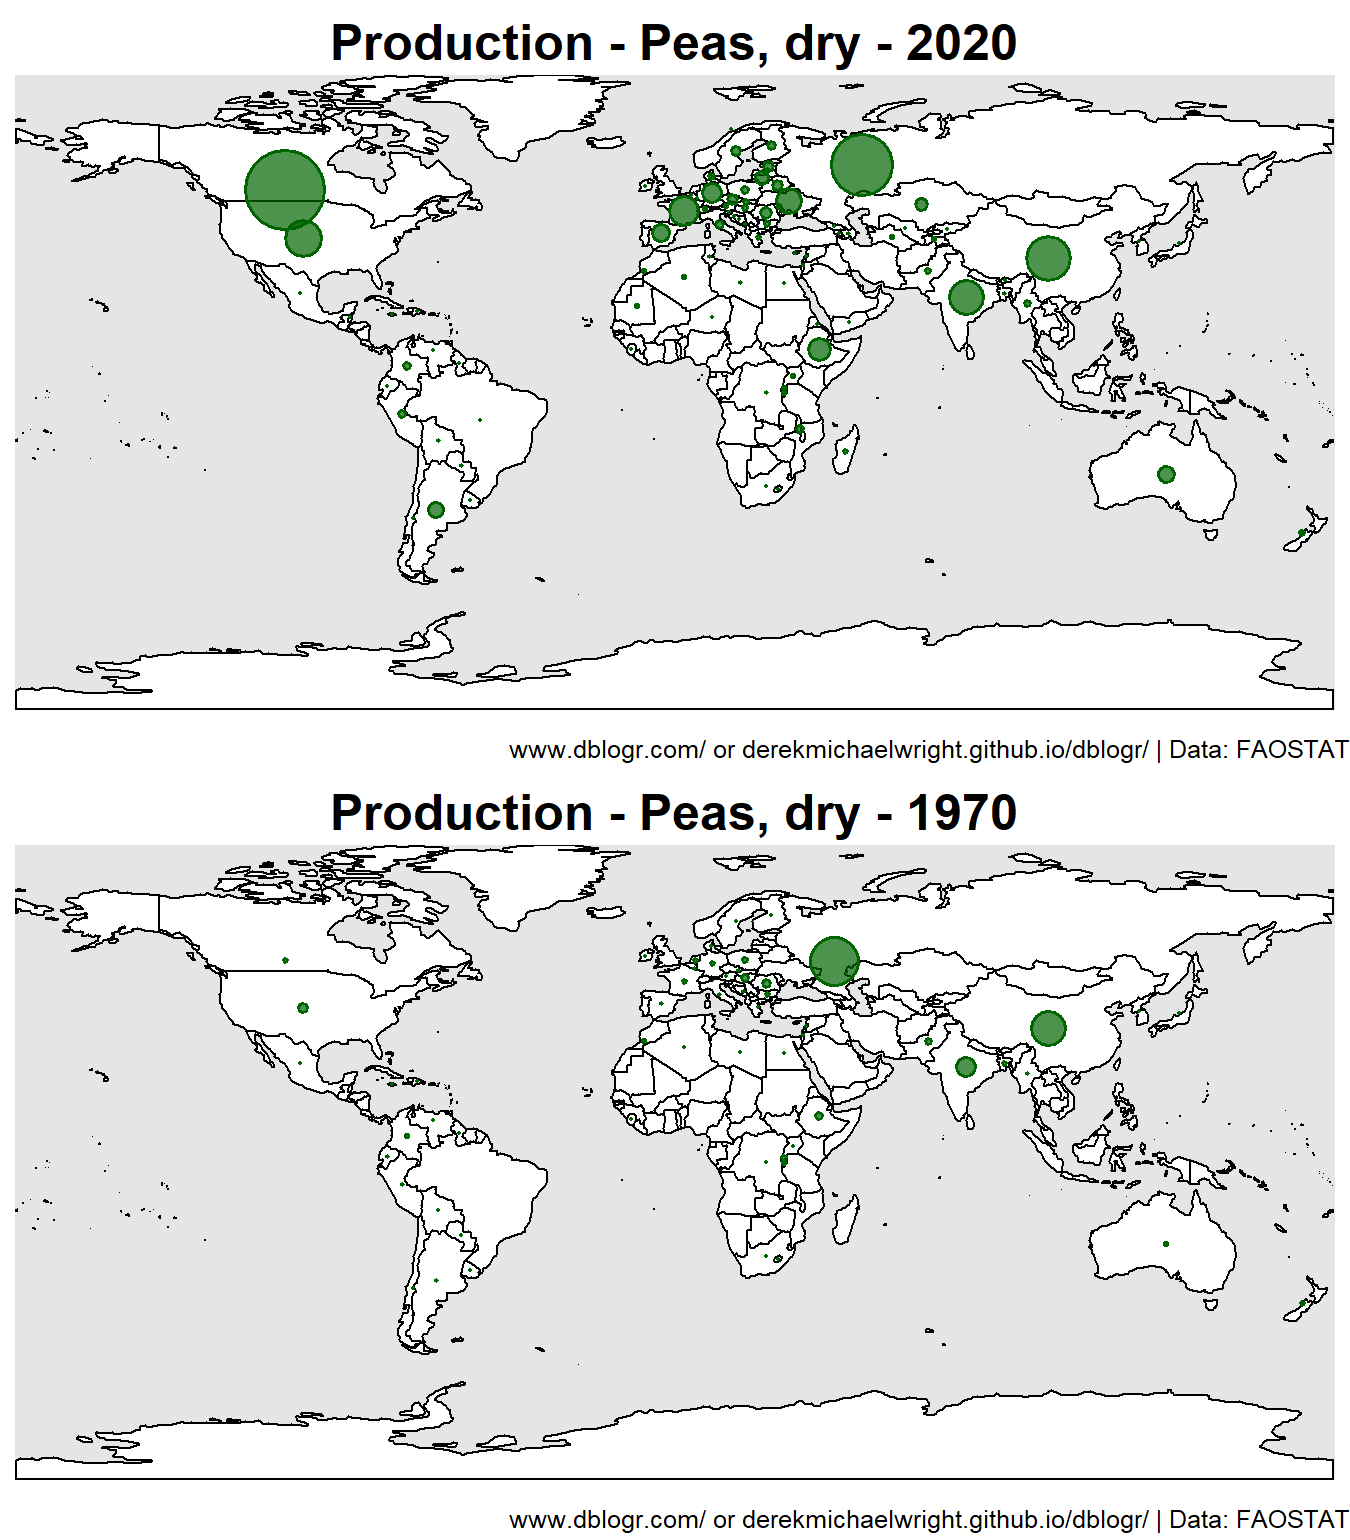 Production - Peas, dry - 2020
www.dblogr.com/ or derekmichaelwright.github.io/dblogr/ | Data: FAOSTAT
Production - Peas, dry - 1970
www.dblogr.com/ or derekmichaelwright.github.io/dblogr/ | Data: FAOSTAT